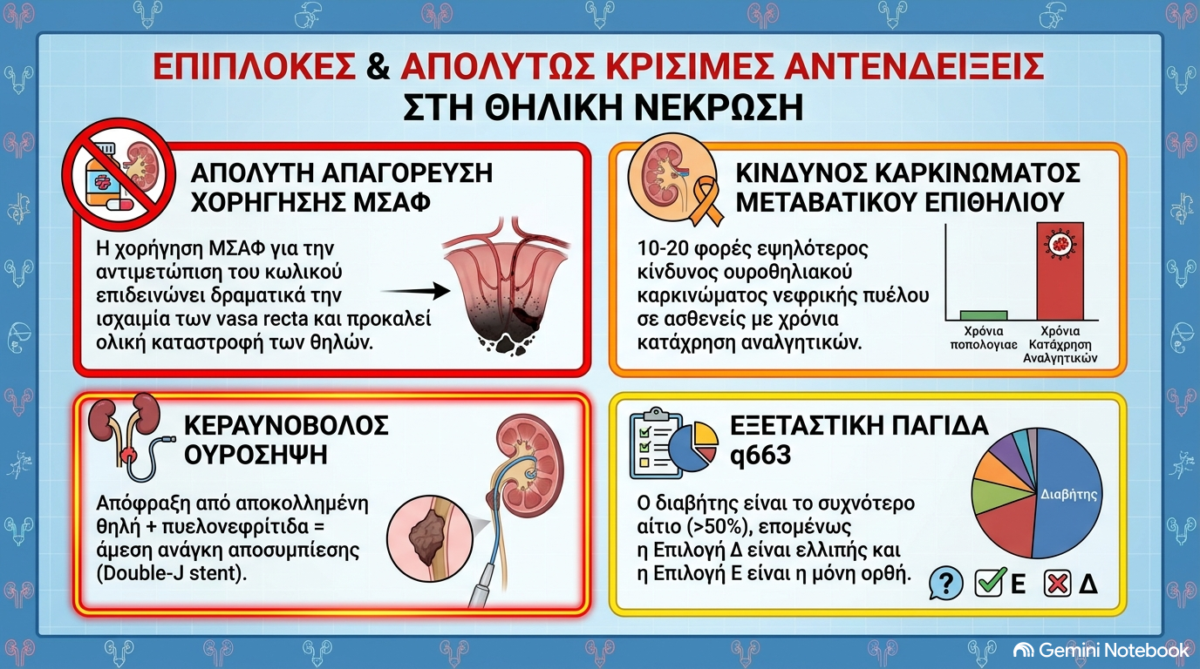 ΕΠΙΠΛΟΚΕΣ & ΑΠΟΛΥΤΩΣ ΚΡΙΣΙΜΕΣ ΑΝΤΕΝΔΕΙΞΕΙΣ
ΣΤΗ ΘΗΛΙΚΗ ΝΕΚΡΩΣΗ
ΑΠΟΛΥΤΗ ΑΠΑΓΟΡΕΥΣΗ
ΧΟΡΗΓΗΣΗΣ ΜΣΑΦ
Η χορήγηση ΜΣΑΦ για την
αντιμετώπιση του κωλικού
επιδεινώνει δραματικά την
ισχαιμία των vasa recta και προκαλεί
ολική καταστροφή των θηλών.
ΚΙΝΔΥΝΟΣ ΚΑΡΚΙΝΩΜΑΤΟΣ
ΜΕΤΑΒΑΤΙΚΟΥ ΕΠΙΘΗΛΙΟΥ
10-20 φορές εψηλότερος
κίνδυνος ουροθηλιακού
καρκινώματος νεφρικής πυέλου
σε ασθενείς με χρόνια
κατάχρηση αναλγητικών.
Χρόνια
ποπολογιαε
Χρόνια
Κατάχρηση
Αναλγητικών
ΚΕΡΑΥΝΟΒΟΛΟΣ
ΟΥΡΟΣΗΨΗ
Απόφραξη από αποκολλημένη
θηλή + πυελονεφρίτιδα =
άμεση ανάγκη αποσυμπίεσης
(Double-J stent).
ΕΞΕΤΑΣΤΙΚΗ ΠΑΓΙΔΑ
q663
Ο διαβήτης είναι το συχνότερο
αίτιο (>50%), επομένως
η Επιλογή Δ είναι ελλιπής και
η Επιλογή Ε είναι η μόνη ορθή.
Διαβήτης
? Ε Δ
Gemini Notebook